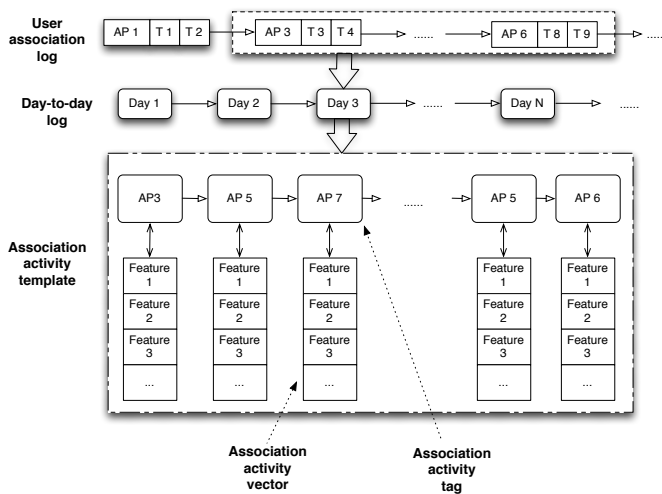 User association log
AP 1 T 1 T 2 AP 3 T 3 T 4 ...... AP 6 T 8 T 9 ......
Day-to-day log
Day 1 Day 2 Day 3 ...... Day N ......
Association activity template
AP3 AP 5 AP 7 ...... AP 5 AP 6
Feature 1 Feature 1 Feature 1 Feature 1 Feature 1
Feature 2 Feature 2 Feature 2 Feature 2 Feature 2
Feature 3 Feature 3 Feature 3 Feature 3 Feature 3
... ... ... ... ...
Association activity vector
Association activity tag